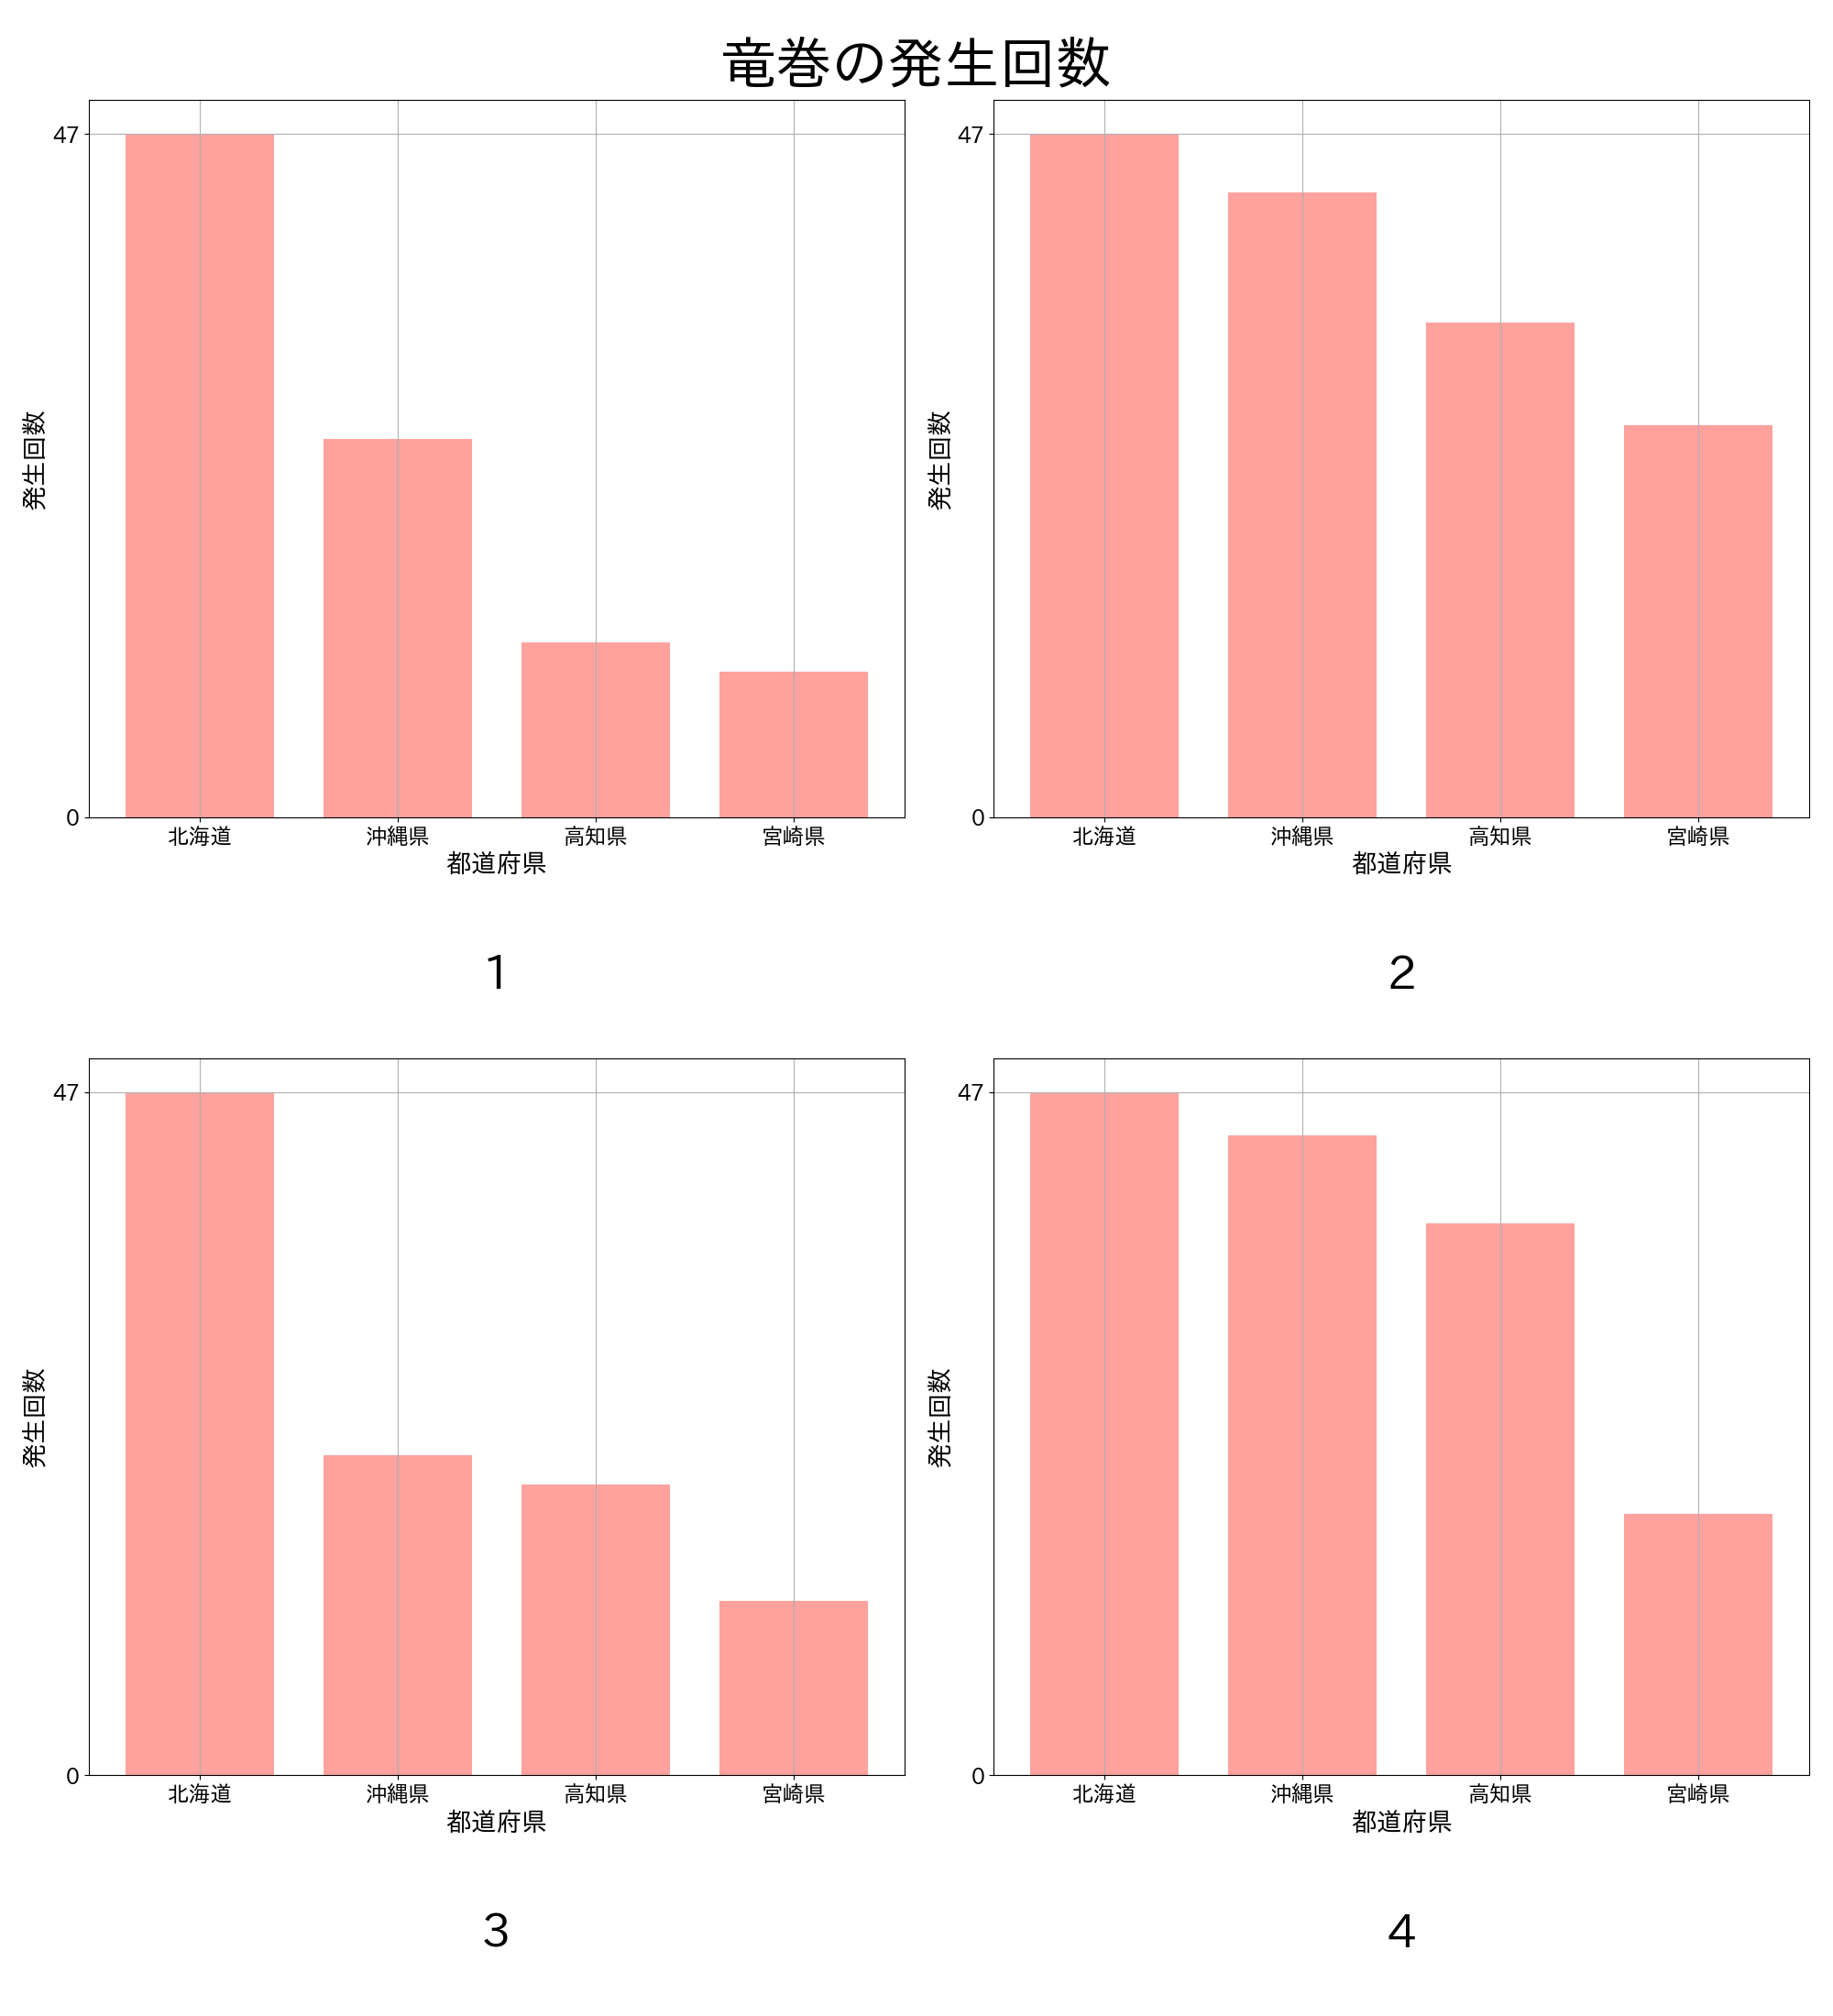 竜巻の発生回数
47
0
発生回数
北海道 沖縄県 高知県 宮崎県
都道府県
1
47
0
発生回数
北海道 沖縄県 高知県 宮崎県
都道府県
2
47
0
発生回数
北海道 沖縄県 高知県 宮崎県
都道府県
3
47
0
発生回数
北海道 沖縄県 高知県 宮崎県
都道府県
4